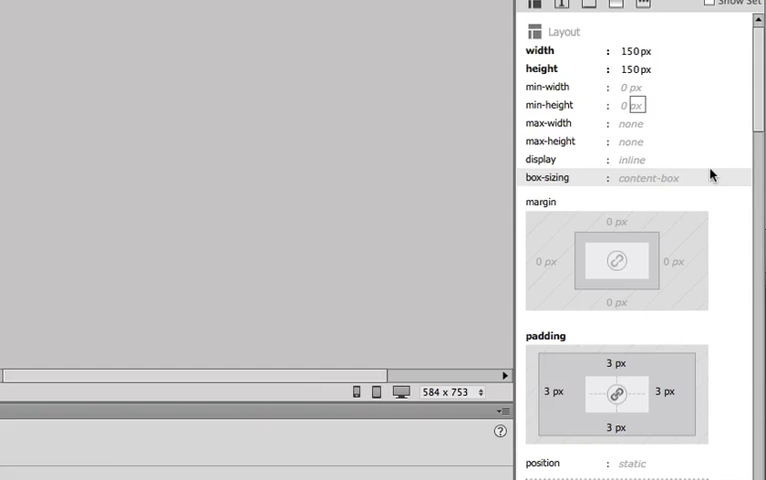 Show Set
Layout
width : 150 px
height : 150 px
min-width : 0 px
min-height : 0 px
max-width : none
max-height : none
display : inline
box-sizing : content-box
margin
0 px
0 px 0 px
0 px
padding
3 px
3 px 3 px
3 px
584 x 753
?
position : static